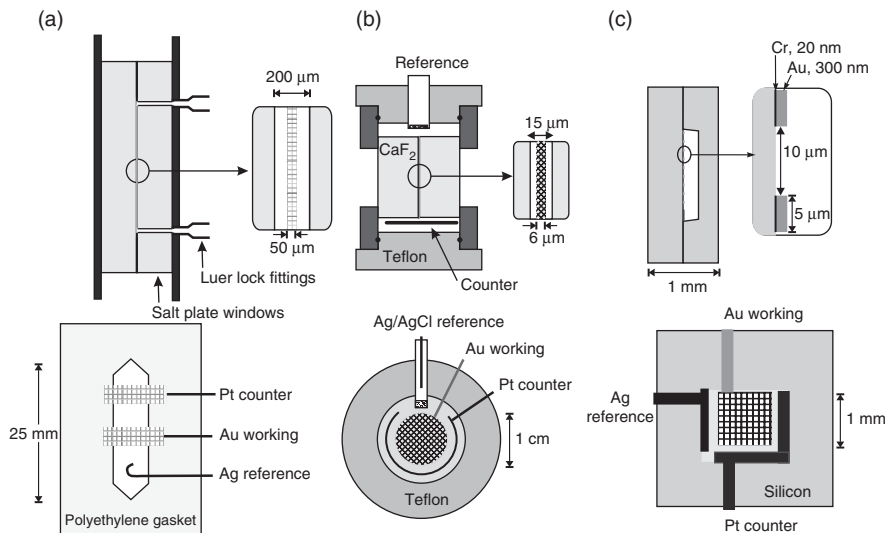 (a)
200 μm
50 μm
Luer lock fittings
Salt plate windows
25 mm
Pt counter
Au working
Ag reference
Polyethylene gasket
(b)
Reference
CaF2
15 μm
6 μm
Teflon
Counter
Ag/AgCl reference
Au working
Pt counter
1 cm
Teflon
(c)
Cr, 20 nm
Au, 300 nm
10 μm
5 μm
1 mm
Au working
Ag
reference
1 mm
Silicon
Pt counter